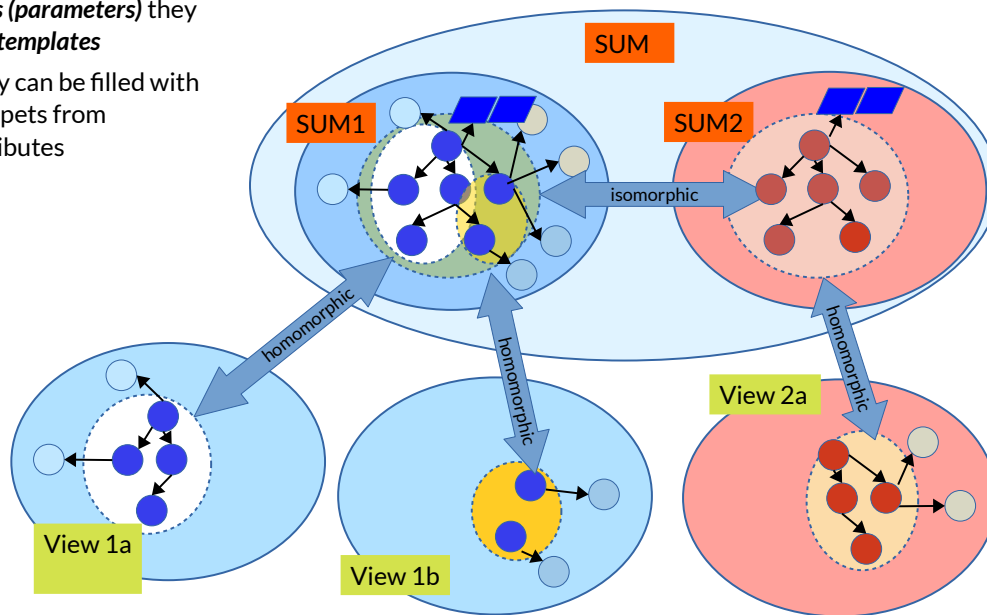 s (parameters) they
templates
y can be filled with
pets from
ibutes
SUM
SUM1
SUM2
isomorphic
homomorphic
homomorphic
homomorphic
View 1a
View 1b
View 2a